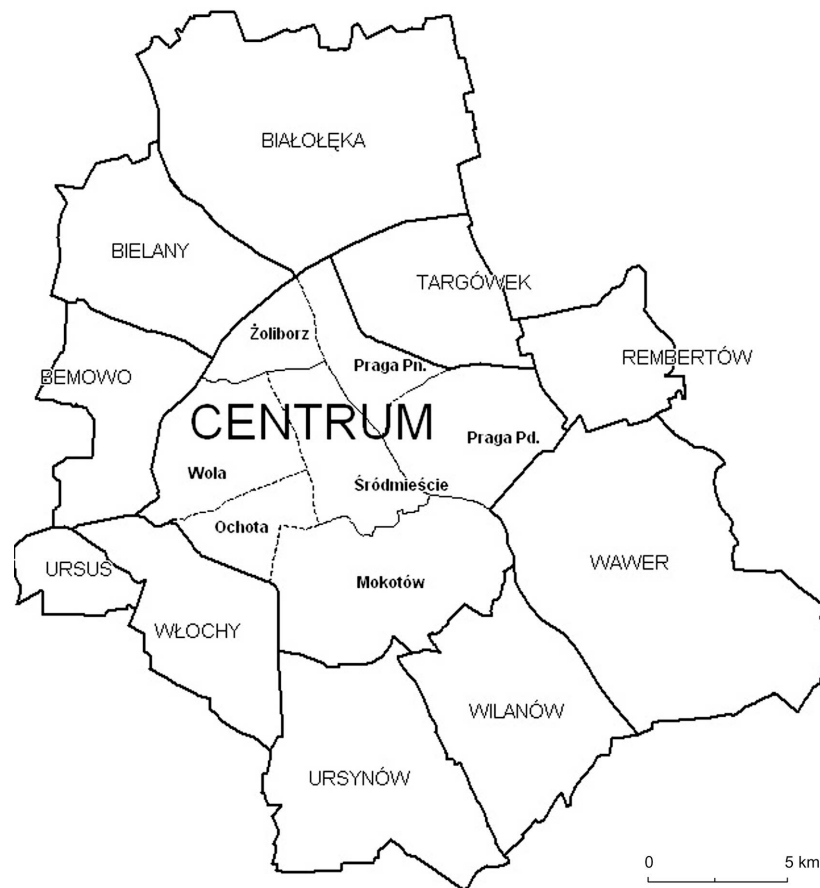 BIAŁOŁĘKA
BIELANY
TARGÓWEK
Żoliborz
REMBERTÓW
Praga Pn.
BEMOWO
CENTRUM
Praga Pd.
Wola
Śródmieście
Ochota
URSUS
WAWER
Mokotów
WŁOCHY
WILANÓW
URSYNÓW
0 5 km